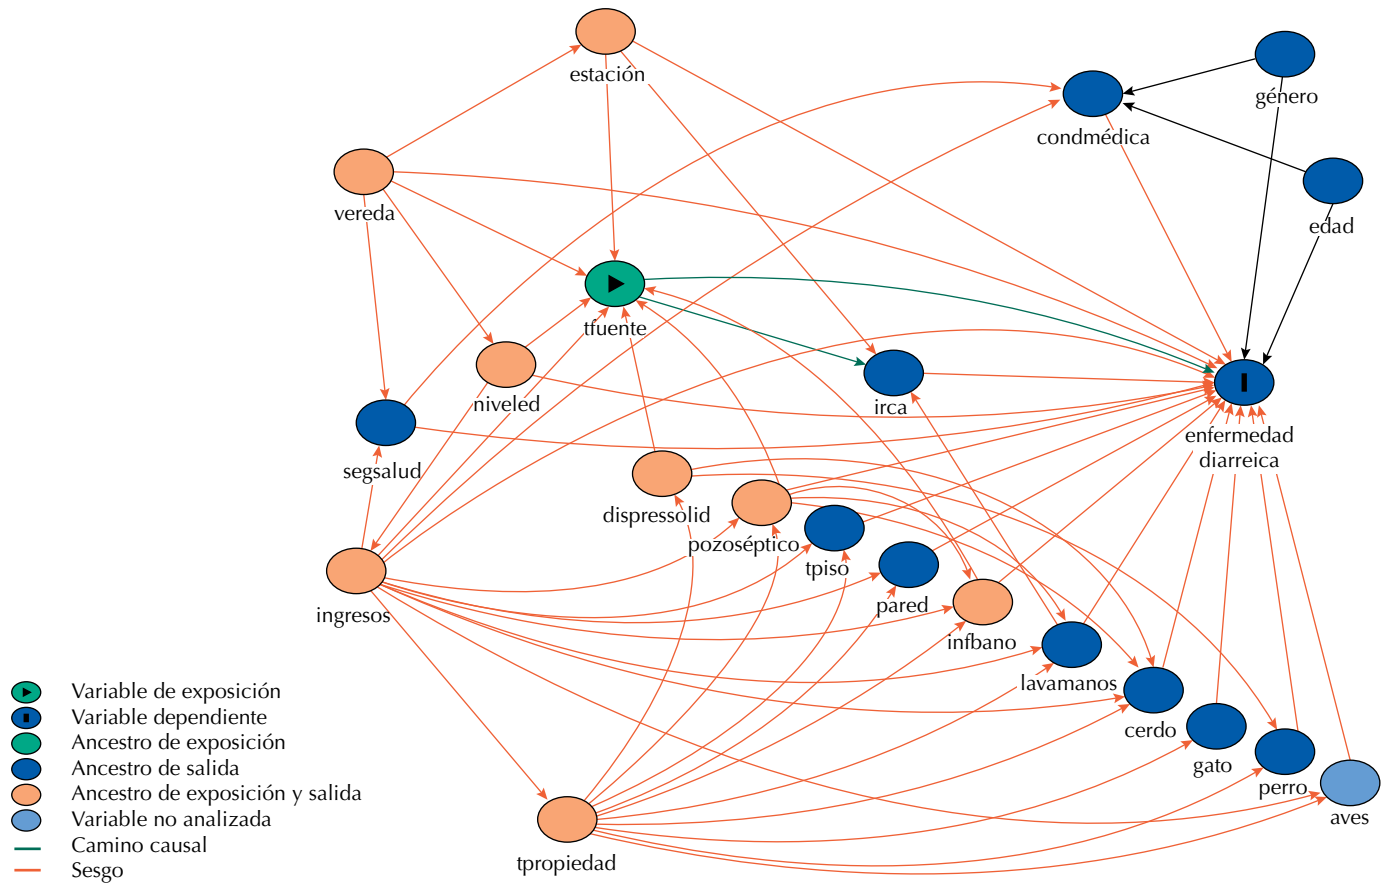 estación
género
condmédica
vereda
edad
tfuente
niveled
irca
enfermedad
diarreica
segsalud
dispressolid
pozoséptico
tpiso
pared
ingresos
infbano
lavamanos
cerdo
gato
perro
aves
tpropiedad
Variable de exposición
Variable dependiente
Ancestro de exposición
Ancestro de salida
Ancestro de exposición y salida
Variable no analizada
Camino causal
Sesgo